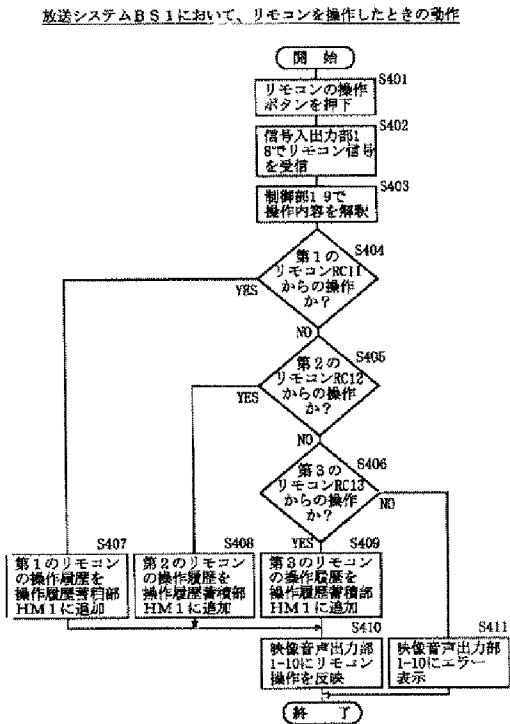 放送システムBS1において、リモコンを操作したときの動作
開 始
S401
リモコンの操作
ボタンを押下
S402
信号入出力部1
8でリモコン信号
を受信
S403
制御部19で
操作内容を解釈
S404
第1の
リモコンRC11
からの操作
か?
YES
NO
S405
第2の
リモコンRC12
からの操作
か?
YES
NO
S406
第3の
リモコンRC13
からの操作
か?
NO
YES
S407
第1のリモコン
の操作履歴を
操作履歴蓄積部
HM1に追加
S408
第2のリモコン
の操作履歴を
操作履歴蓄積部
HM1に追加
S409
第3のリモコン
の操作履歴を
操作履歴蓄積部
HM1に追加
S410
映像音声出力部
1-10にリモコン
操作を反映
S411
映像音声出力部
1-10にエラー
表示
終 了